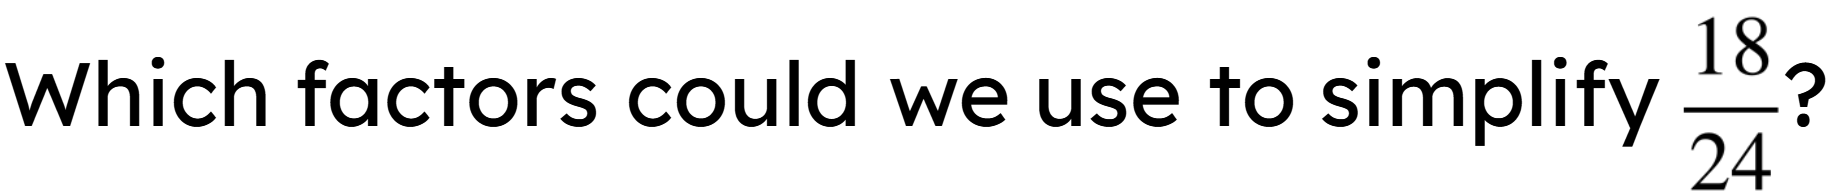 Which factors could we use to simplify 18/24?